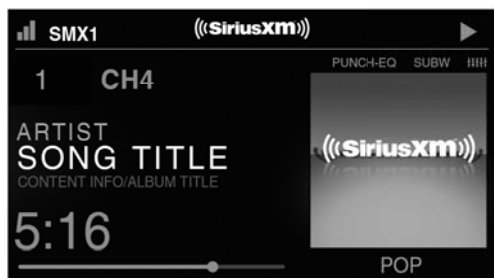 SMX1 ((SiriusXM))
PUNCH-EQ SUBW
1 CH4
ARTIST
SONG TITLE
CONTENT INFO/ALBUM TITLE
((SiriusXM))
5:16
POP